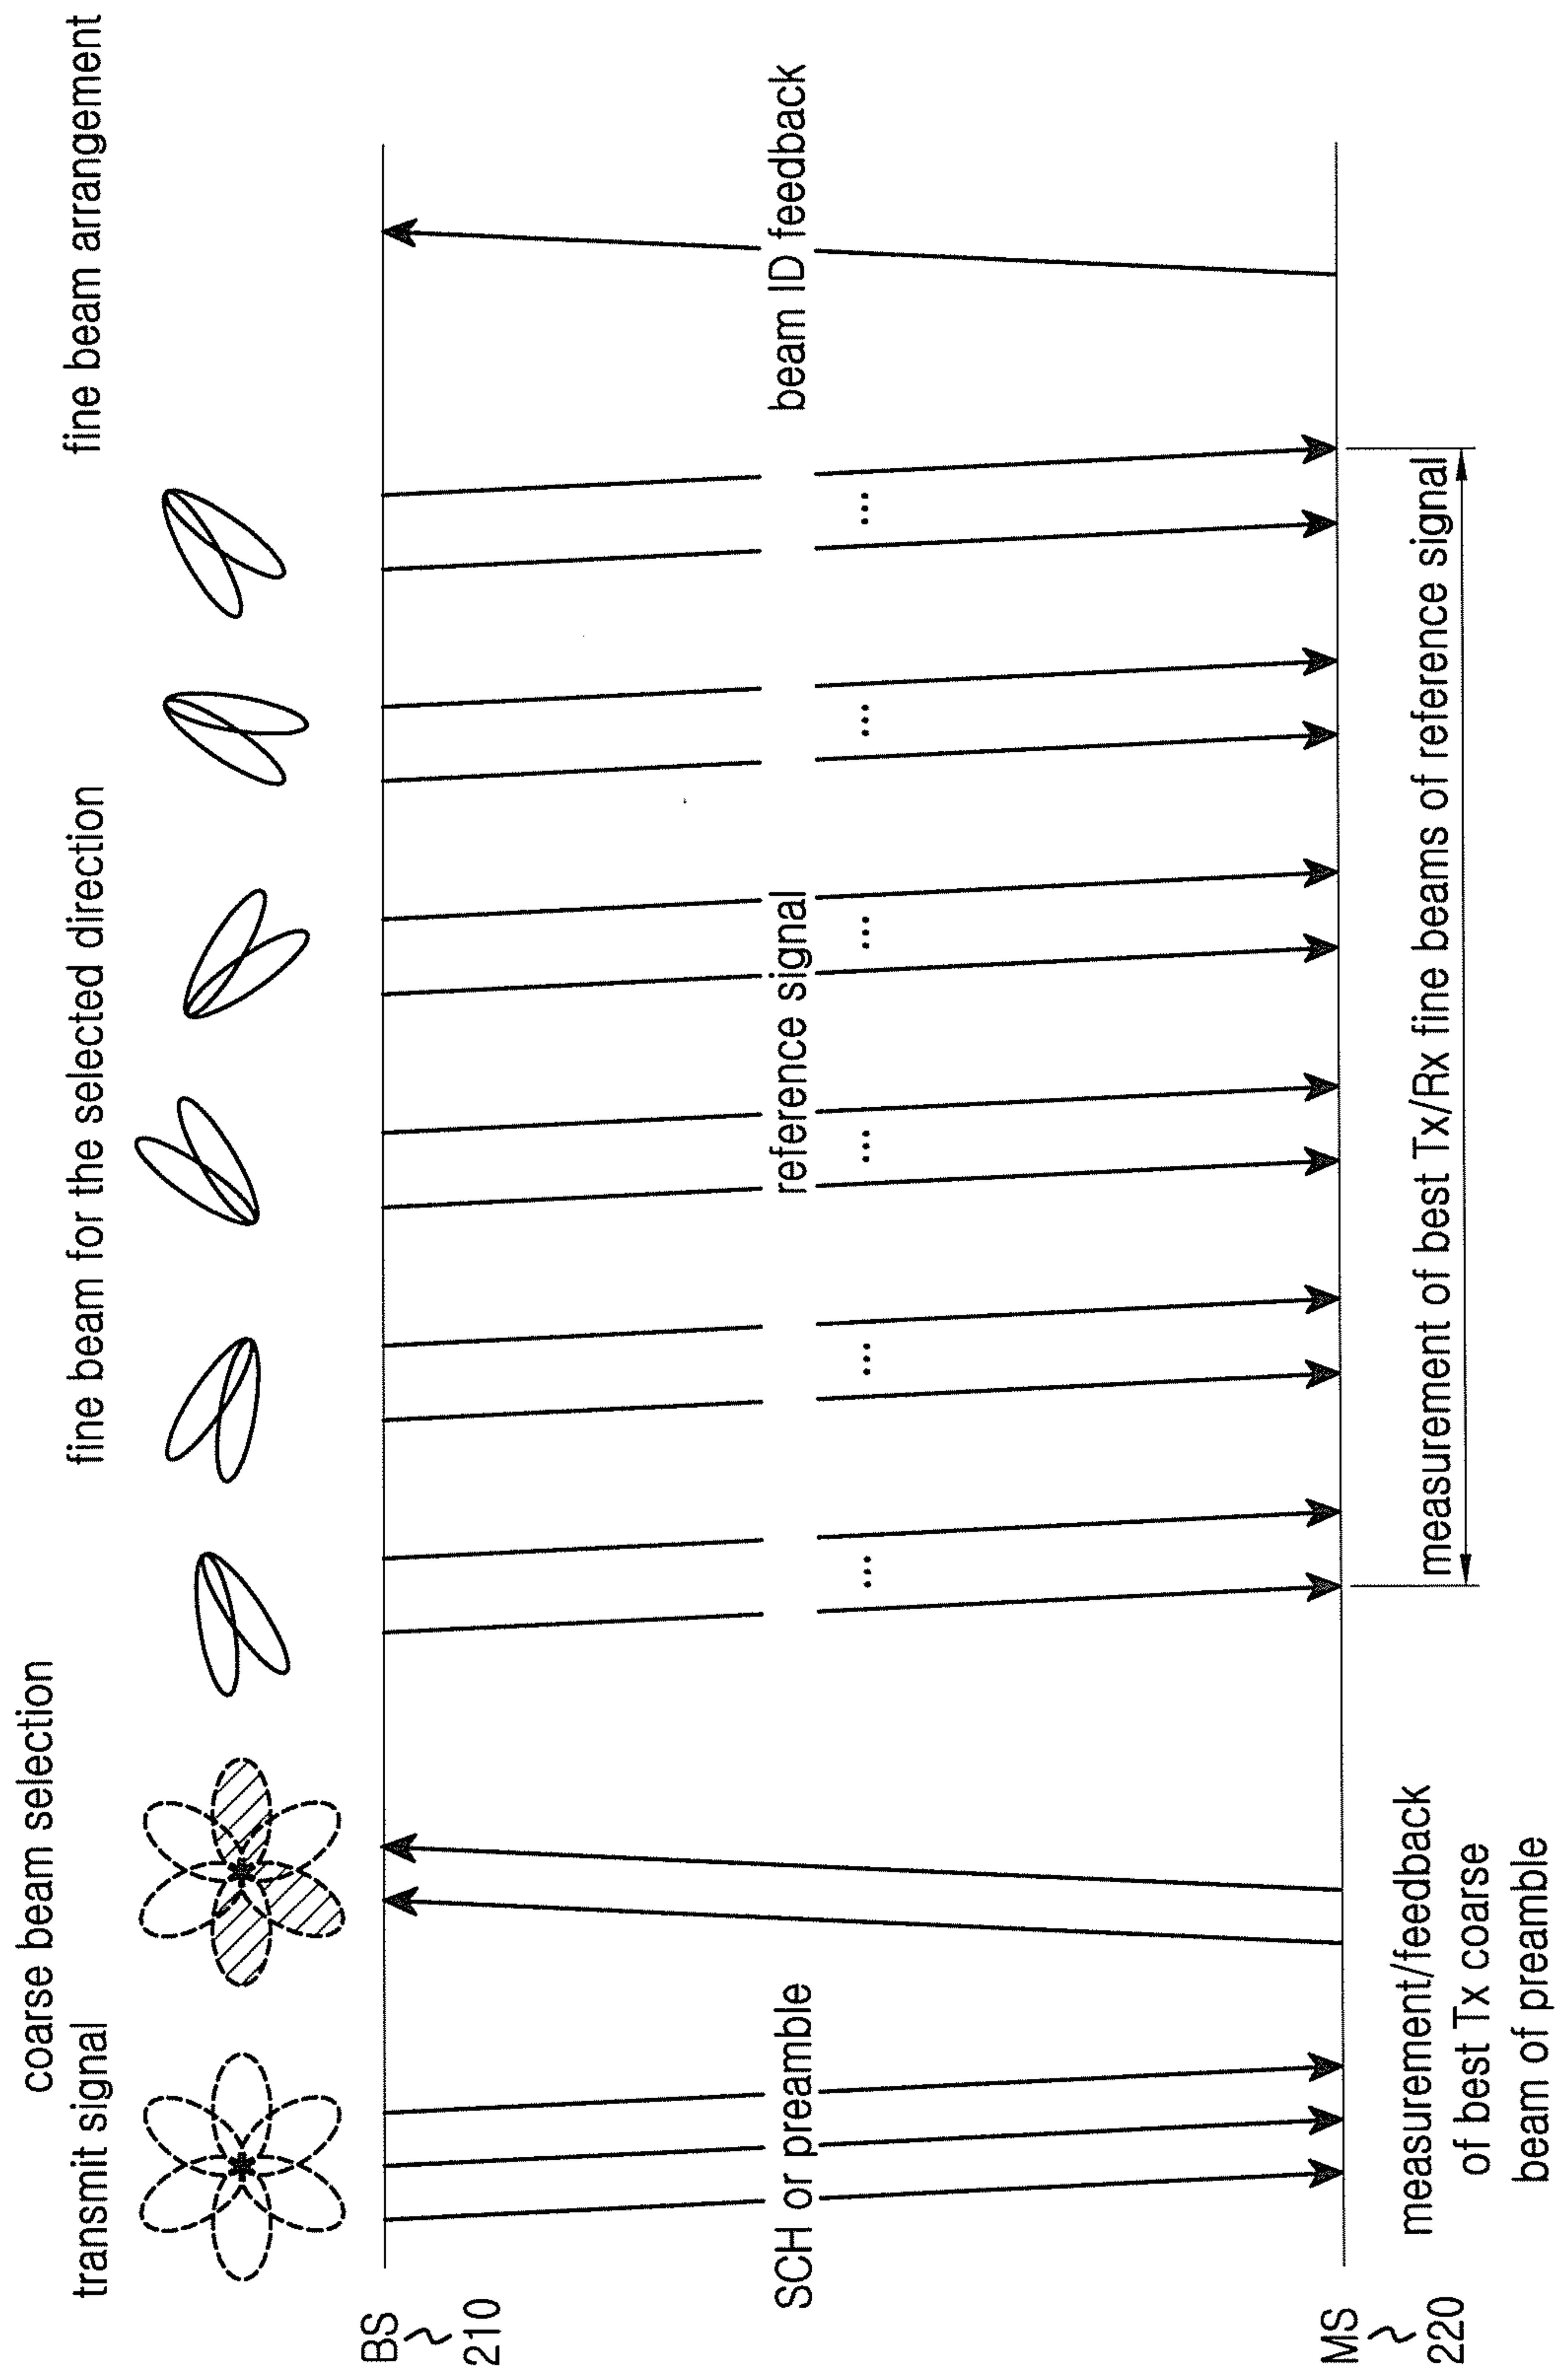 coarse beam selection
transmit signal
fine beam for the selected direction
fine beam arrangement
BS
210
SCH or preamble
reference signal
beam ID feedback
...
...
...
...
...
...
MS
220
measurement/feedback
of best Tx coarse
beam of preamble
measurement of best Tx/Rx fine beams of reference signal